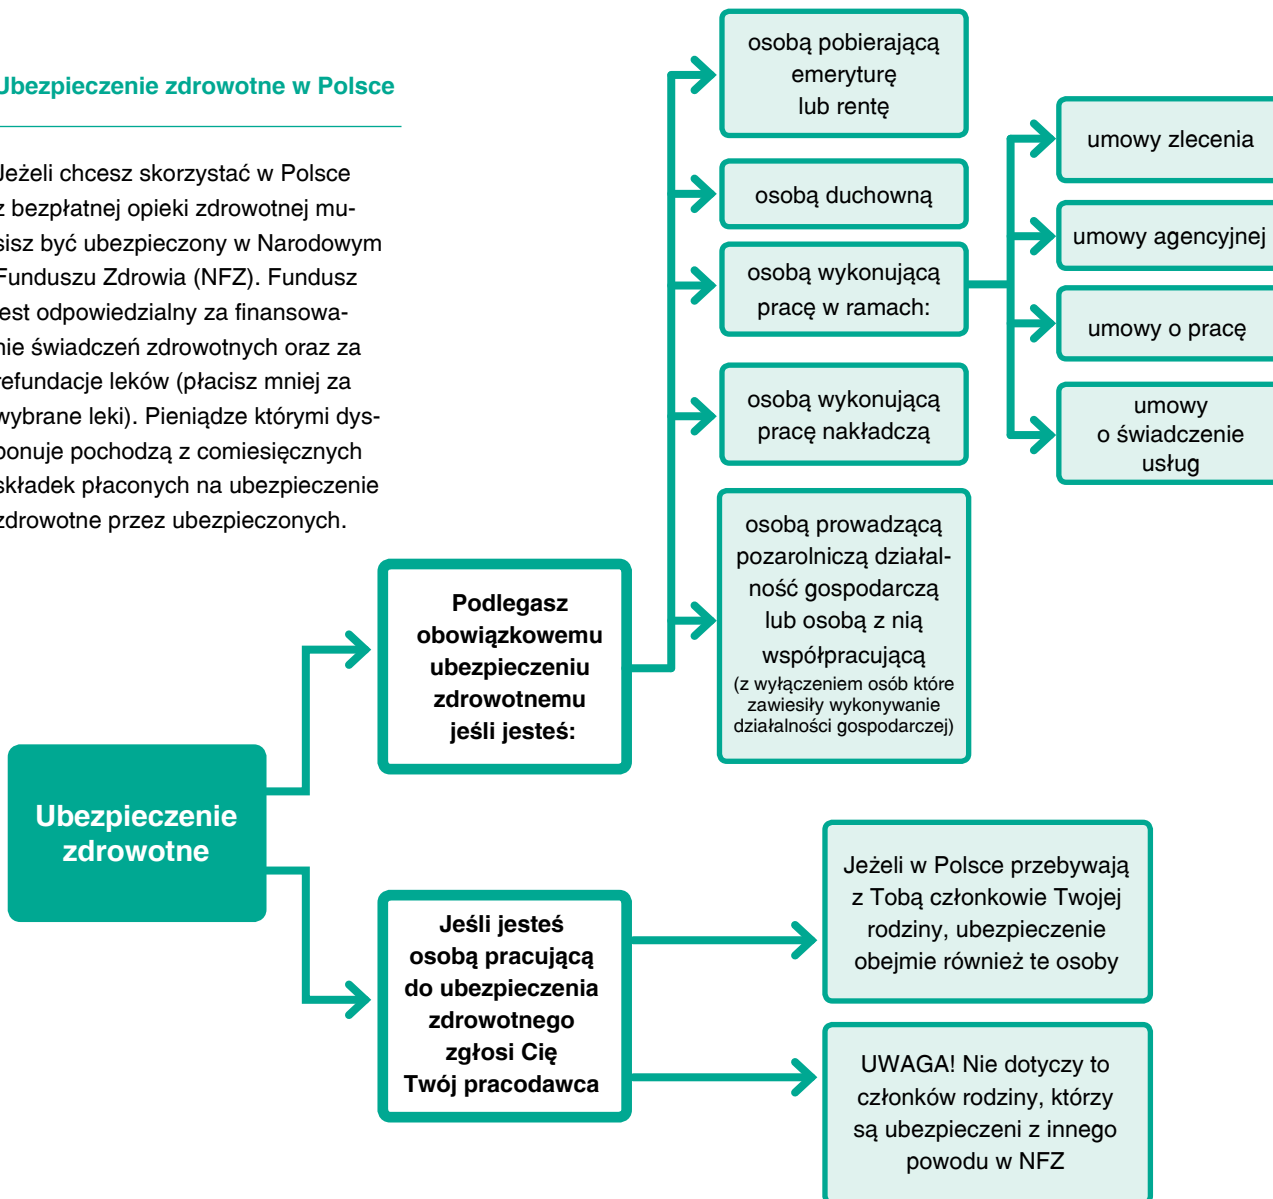 Ubezpieczenie zdrowotne w Polsce
Jeżeli chcesz skorzystać w Polsce
z bezpłatnej opieki zdrowotnej mu-
sisz być ubezpieczony w Narodowym
Funduszu Zdrowia (NFZ). Fundusz
jest odpowiedzialny za finansowa-
nie świadczeń zdrowotnych oraz za
refundacje leków (płacisz mniej za
wybrane leki). Pieniądze którymi dys-
ponuje pochodzą z comiesięcznych
składek płaconych na ubezpieczenie
zdrowotne przez ubezpieczonych.
Ubezpieczenie
zdrowotne
Podlegasz
obowiązkowemu
ubezpieczeniu
zdrowotnemu
jeśli jesteś:
osobą pobierającą
emeryturę
lub rentę
osobą duchowną
osobą wykonującą
pracę w ramach:
umowy zlecenia
umowy agencyjnej
umowy o pracę
umowy
o świadczenie
usług
osobą wykonującą
pracę nakładczą
osobą prowadzącą
pozarolniczą działal-
ność gospodarczą
lub osobą z nią
współpracującą
(z wyłączeniem osób które
zawiesiły wykonywanie
działalności gospodarczej)
Jeśli jesteś
osobą pracującą
do ubezpieczenia
zdrowotnego
zgłosi Cię
Twój pracodawca
Jeżeli w Polsce przebywają
z Tobą członkowie Twojej
rodziny, ubezpieczenie
obejmie również te osoby
UWAGA! Nie dotyczy to
członków rodziny, którzy
są ubezpieczeni z innego
powodu w NFZ